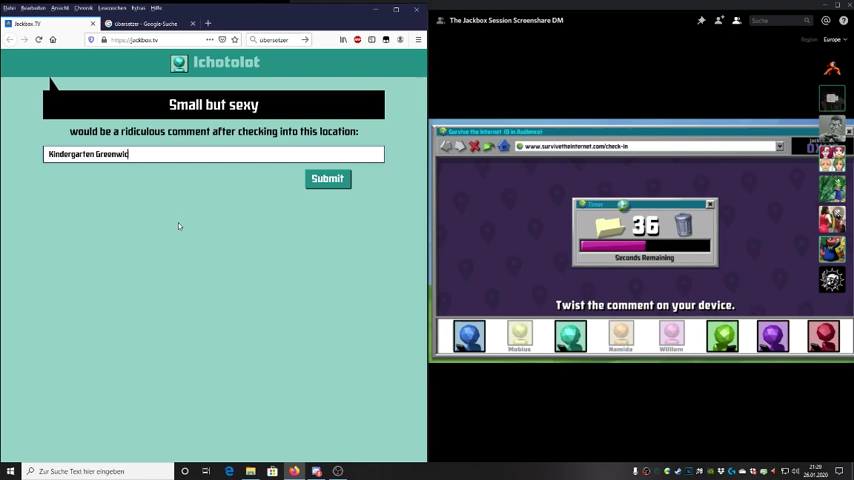 Datei Bearbeiten Ansicht Chronik Lesezeichen Extras Hilfe
Jackbox.TV
übersetzer - Google-Suche
https://jackbox.tv
übersetzer
Ichotolot
Small but sexy
would be a ridiculous comment after checking into this location:
Kindergarten Greenwic
Submit
The Jackbox Session Screenshare DM
Suche
Region
Europe
Survive the Internet (0 in Audience)
www.survivetheinternet.com/check-in
Timer
36
Seconds Remaining
Twist the comment on your device.
Mobius
Namida
Willem
Zur Suche Text hier eingeben
21:29
26.01.2020